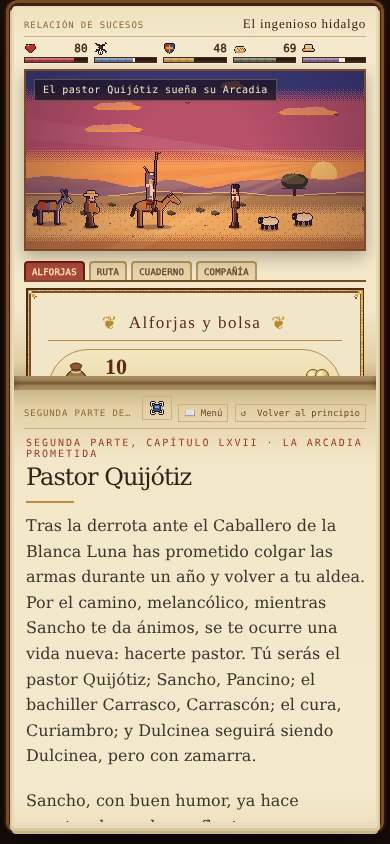 RELACIÓN DE SUCESOS
El ingenioso hidalgo
80
48
69
El pastor Quijótiz sueña su Arcadia
ALFORJAS
RUTA
CUADERNO
COMPAÑÍA
❦ Alforjas y bolsa ❦
10
SEGUNDA PARTE DE…
📖 Menú
↺ Volver al principio
SEGUNDA PARTE, CAPÍTULO LXVII · LA ARCADIA
PROMETIDA
Pastor Quijótiz
Tras la derrota ante el Caballero de la
Blanca Luna has prometido colgar las
armas durante un año y volver a tu aldea.
Por el camino, melancólico, mientras
Sancho te da ánimos, se te ocurre una
vida nueva: hacerte pastor. Tú serás el
pastor Quijótiz; Sancho, Pancino; el
bachiller Carrasco, Carrascón; el cura,
Curiambro; y Dulcinea seguirá siendo
Dulcinea, pero con zamarra.
Sancho, con buen humor, ya hace